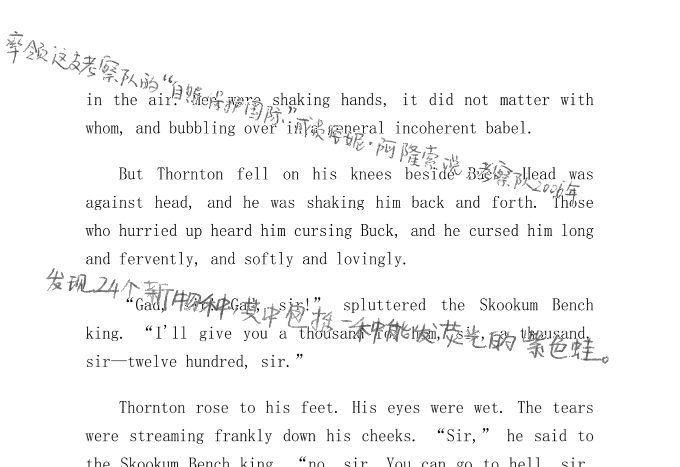 率领这支考察队的“自然保护国际”成员莉妮·阿隆索说,考察队2006年
in the air. Men were shaking hands, it did not matter with
whom, and bubbling over in a general incoherent babel.
But Thornton fell on his knees beside Buck. Head was
against head, and he was shaking him back and forth. Those
who hurried up heard him cursing Buck, and he cursed him long
and fervently, and softly and lovingly.
发现24个新物种,其中包括一种能发荧光的紫色蛙。
“Gad, sir! Gad, sir!” spluttered the Skookum Bench
king. “I'll give you a thousand for him, sir, a thousand,
sir—twelve hundred, sir.”
Thornton rose to his feet. His eyes were wet. The tears
were streaming frankly down his cheeks. “Sir,” he said to
the Skookum Bench king, “no, sir. You can go to hell, sir.